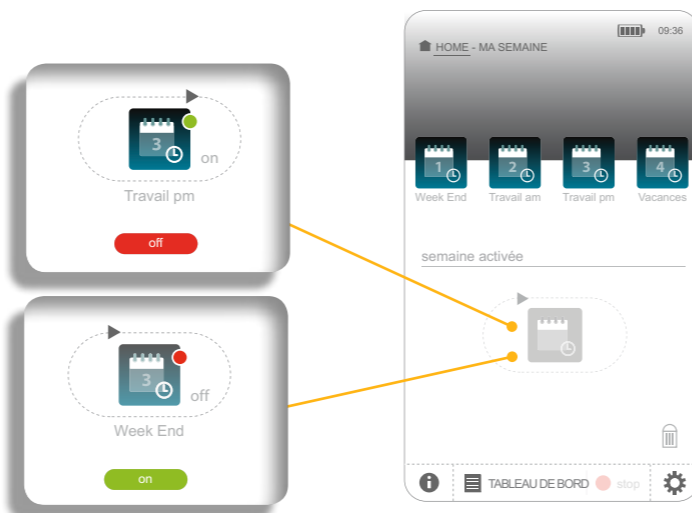 3
on
Travail pm
off
3
off
Week End
on
09:36
HOME - MA SEMAINE
1
2
3
4
Week End
Travail am
Travail pm
Vacances
semaine activée
i
TABLEAU DE BORD
stop